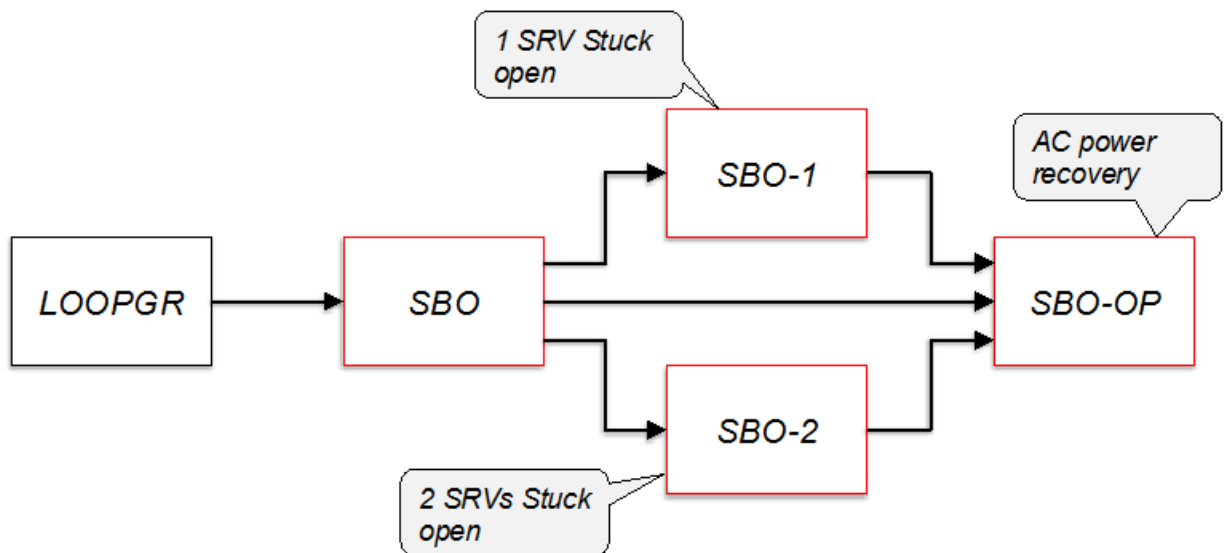 1 SRV Stuck
open
SBO-1
AC power
recovery
LOOPGR
SBO
SBO-OP
SBO-2
2 SRVs Stuck
open